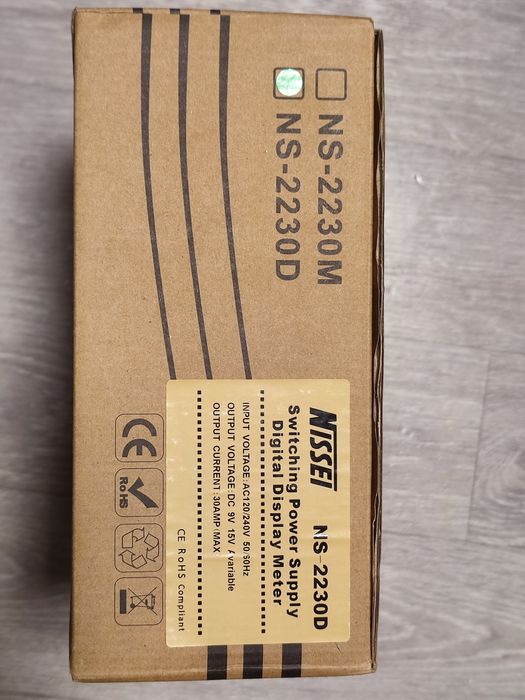 NS-2230M
NS-2230D
NISSEI NS-2230D
Switching Power Supply
Digital Display Meter
INPUT VOLTAGE:AC120/240V 50/60Hz
OUTPUT VOLTAGE:DC 9V 15V Avariable
OUTPUT CURRENT:30AMP(MAX
CE RoHS Compliant
CE
RoHS